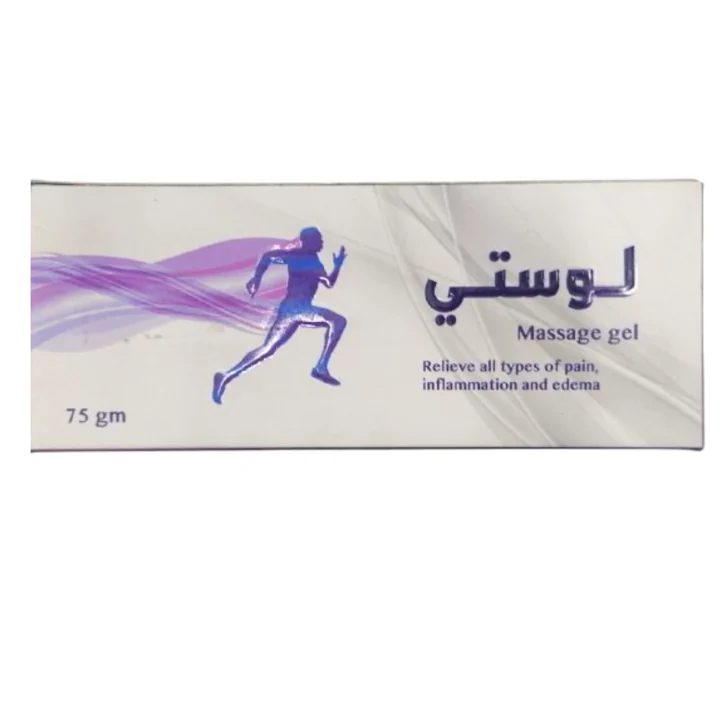 لوستي
Massage gel
Relieve all types of pain,
inflammation and edema
75 gm